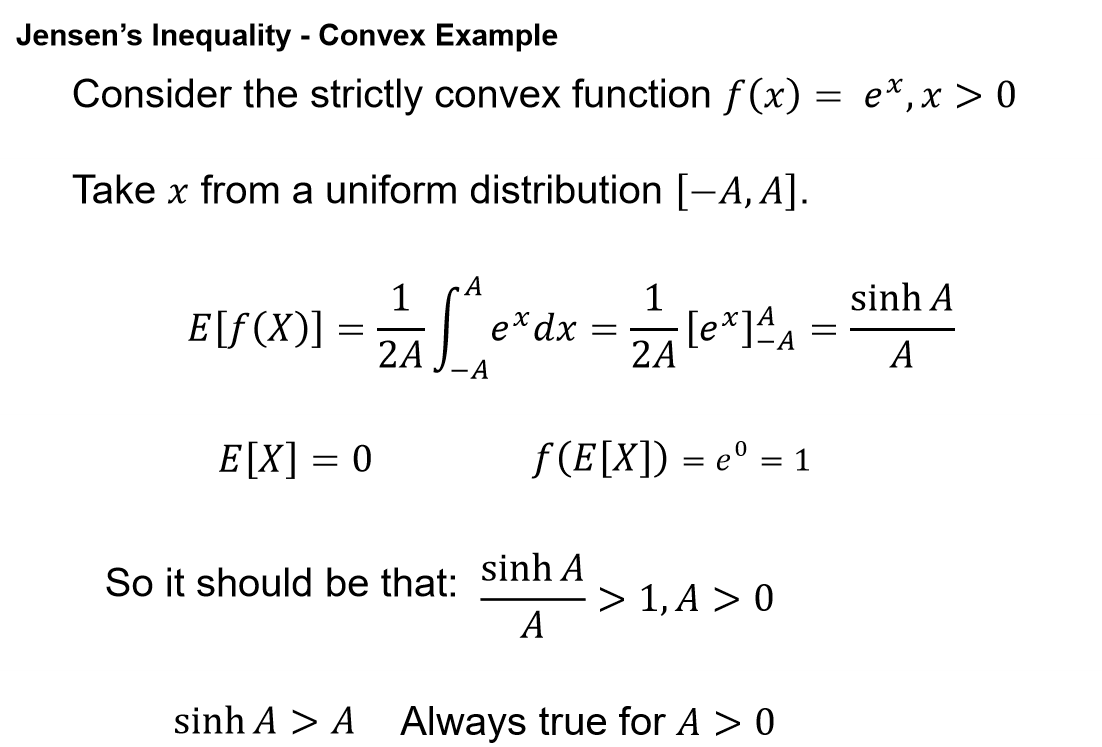 Jensen’s Inequality - Convex Example
Consider the strictly convex function f(x) = eˣ, x > 0
Take x from a uniform distribution [−A, A].
E[f(X)] = \frac{1}{2A} \int_{-A}^{A} e^x dx = \frac{1}{2A} [e^x]_{-A}^{A} = \frac{\sinh A}{A}
E[X] = 0 f(E[X]) = e⁰ = 1
So it should be that: \frac{\sinh A}{A} > 1, A > 0
sinh A > A Always true for A > 0